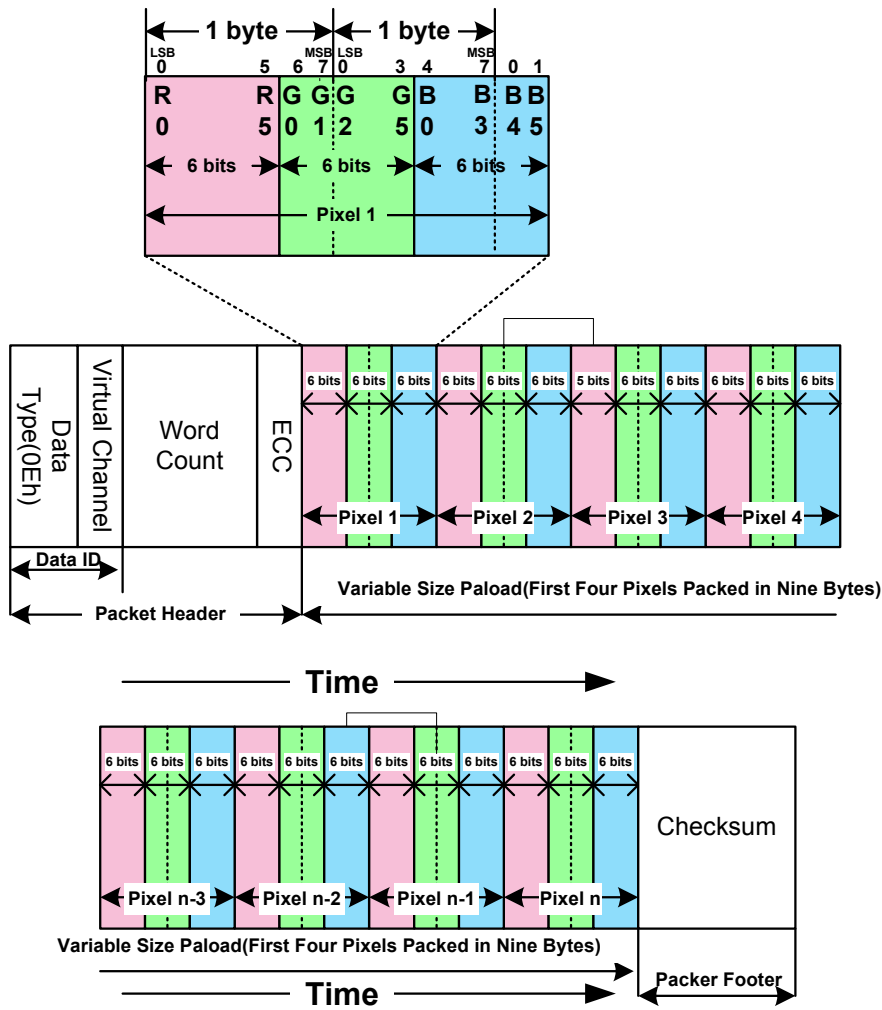 1 byte 1 byte
LSB MSB LSB MSB
0 5 6 7 0 3 4 7 0 1
R R G G G G B B B B
0 5 0 1 2 5 0 3 4 5
6 bits 6 bits 6 bits
Pixel 1
Data Type(0Eh)
Virtual Channel
Word Count
ECC
6 bits 6 bits 6 bits 6 bits 6 bits 6 bits 5 bits 6 bits 6 bits 6 bits 6 bits 6 bits
Pixel 1 Pixel 2 Pixel 3 Pixel 4
Data ID
Variable Size Paload(First Four Pixels Packed in Nine Bytes)
Packet Header
Time
6 bits 6 bits 6 bits 6 bits 6 bits 6 bits 6 bits 6 bits 6 bits 6 bits 6 bits 6 bits
Checksum
Pixel n-3 Pixel n-2 Pixel n-1 Pixel n
Variable Size Paload(First Four Pixels Packed in Nine Bytes)
Packer Footer
Time